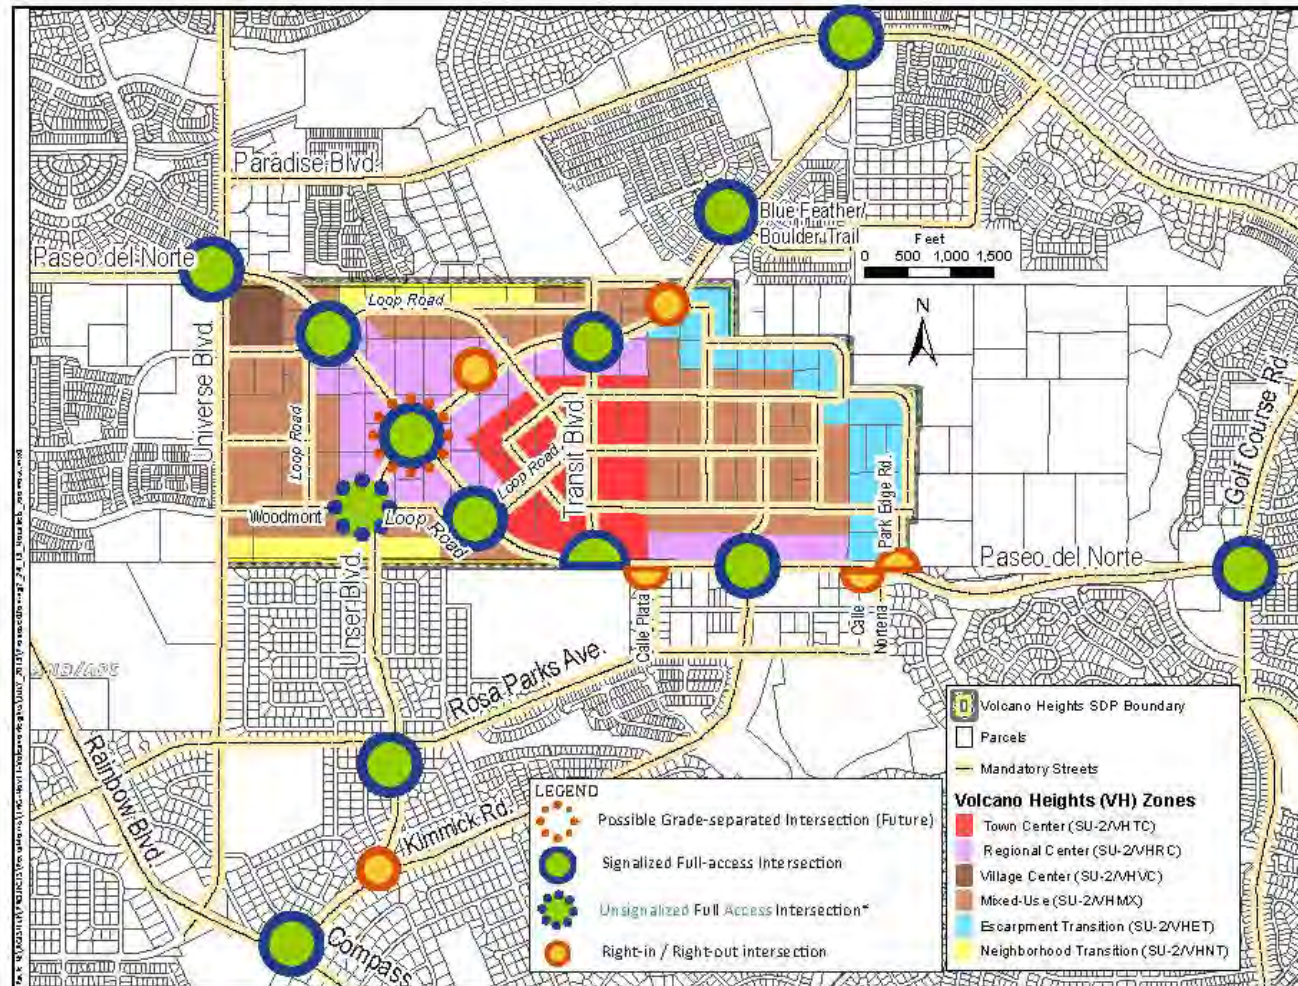 Paradise Blvd.
Blue Feather/
Boulder Trail
Feet
0 500 1,000 1,500
Paseo del Norte
Loop Road
N
Universe Blvd.
Golf Course Rd.
Loop Road
Transit Blvd.
Loop Road
Park Edge Rd.
Woodmont
Loop Road
Paseo del Norte
Unser Blvd.
Calle Plata
Calle
Nortena
Rosa Parks Ave.
Rainbow Blvd
Kimmick Rd.
Compass
Volcano Heights SDP Boundary
Parcels
Mandatory Streets
Volcano Heights (VH) Zones
Town Center (SU-2/VHTC)
Regional Center (SU-2/VHRC)
Village Center (SU-2/VHVC)
Mixed-Use (SU-2/VHMX)
Escarpment Transition (SU-2/VHET)
Neighborhood Transition (SU-2/VHNT)
LEGEND
Possible Grade-separated Intersection (Future)
Signalized Full-access Intersection
Unsignalized Full Access Intersection*
Right-in / Right-out intersection